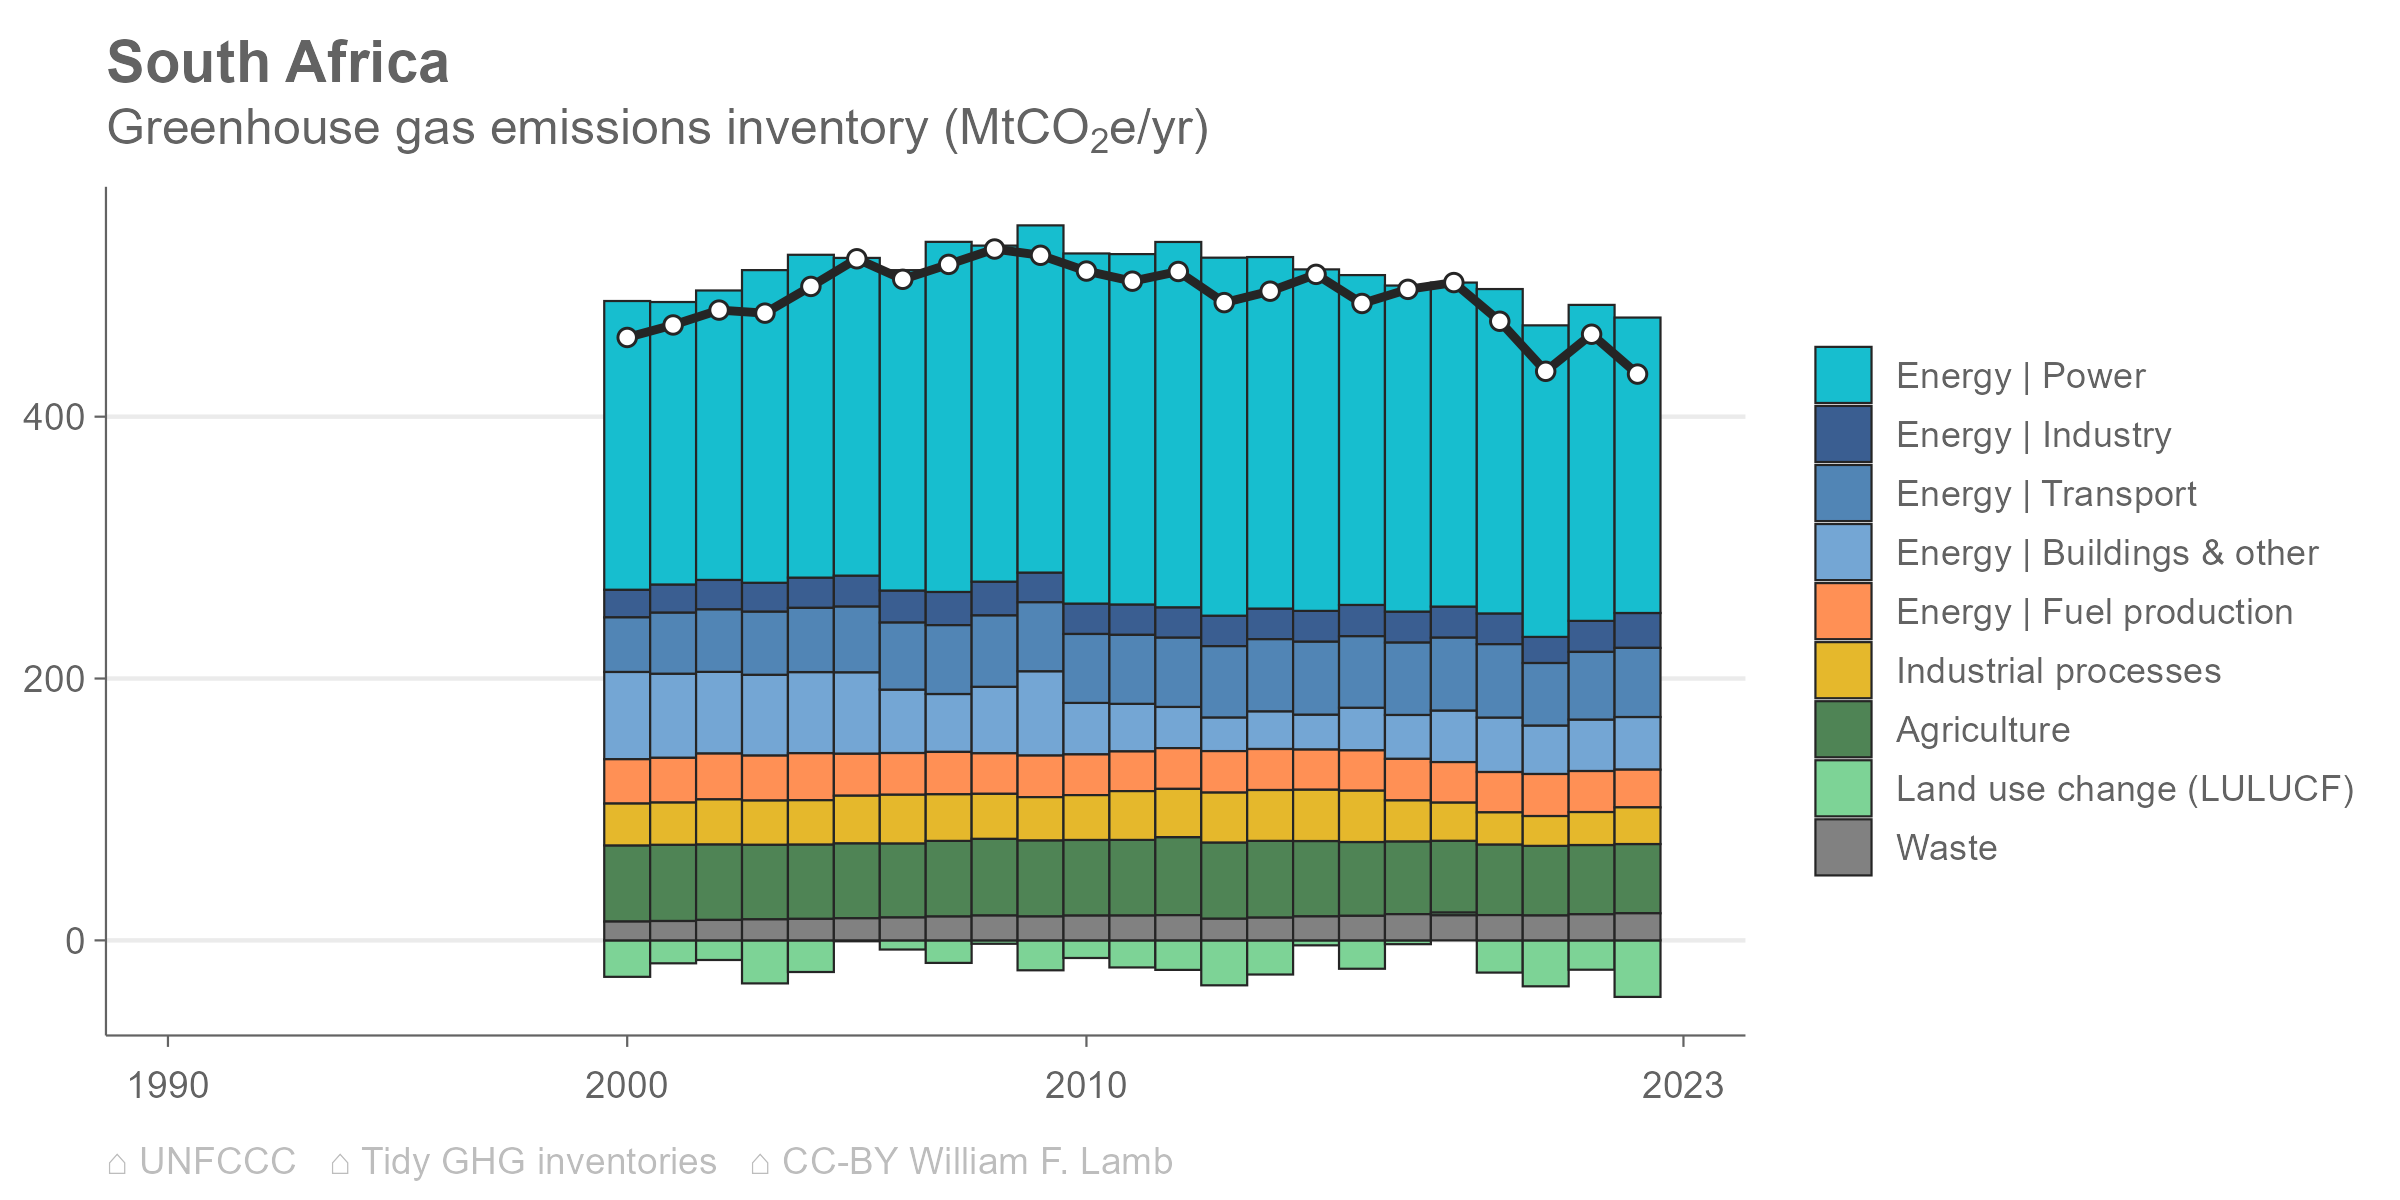 South Africa
Greenhouse gas emissions inventory (MtCO₂e/yr)
400
200
0
1990 2000 2010 2023
Energy | Power
Energy | Industry
Energy | Transport
Energy | Buildings & other
Energy | Fuel production
Industrial processes
Agriculture
Land use change (LULUCF)
Waste
⌂ UNFCCC ⌂ Tidy GHG inventories ⌂ CC-BY William F. Lamb